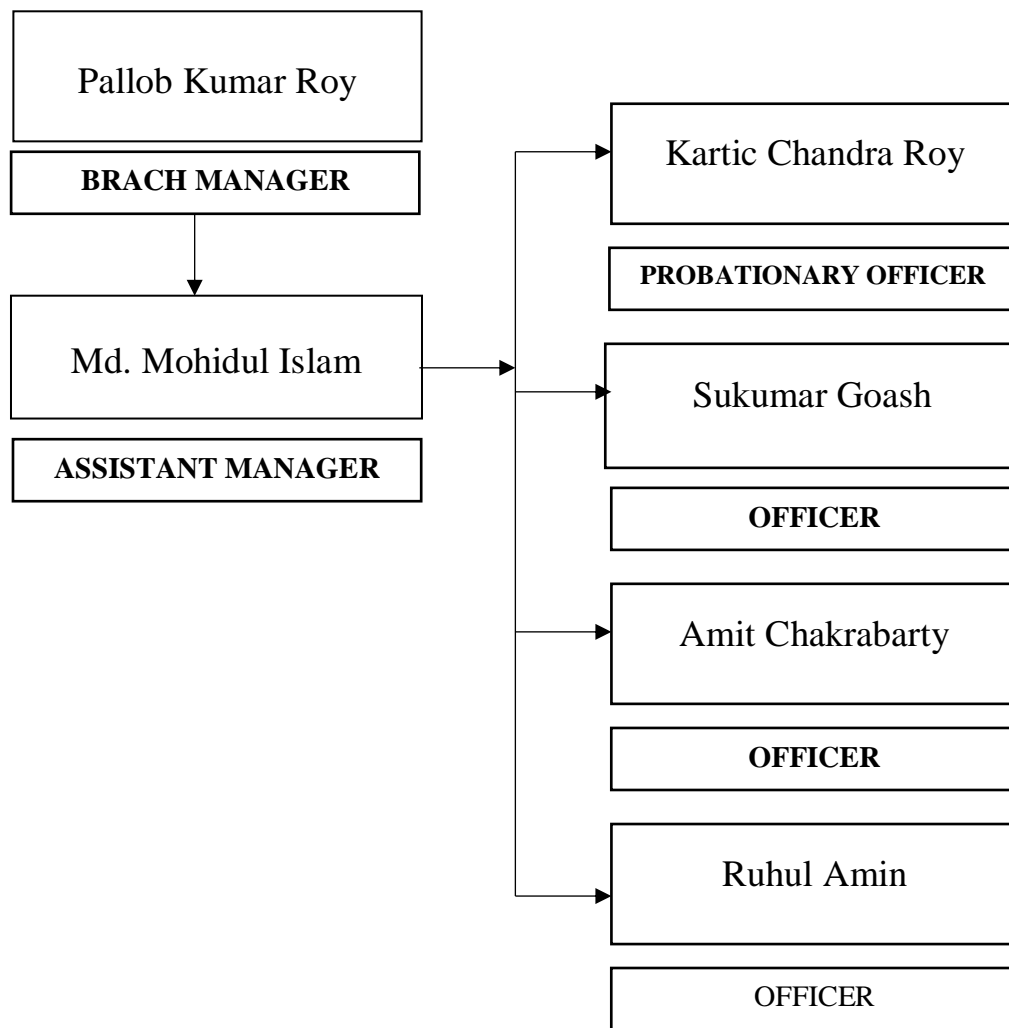 Pallob Kumar Roy
BRACH MANAGER
Md. Mohidul Islam
ASSISTANT MANAGER
Kartic Chandra Roy
PROBATIONARY OFFICER
Sukumar Goash
OFFICER
Amit Chakrabarty
OFFICER
Ruhul Amin
OFFICER